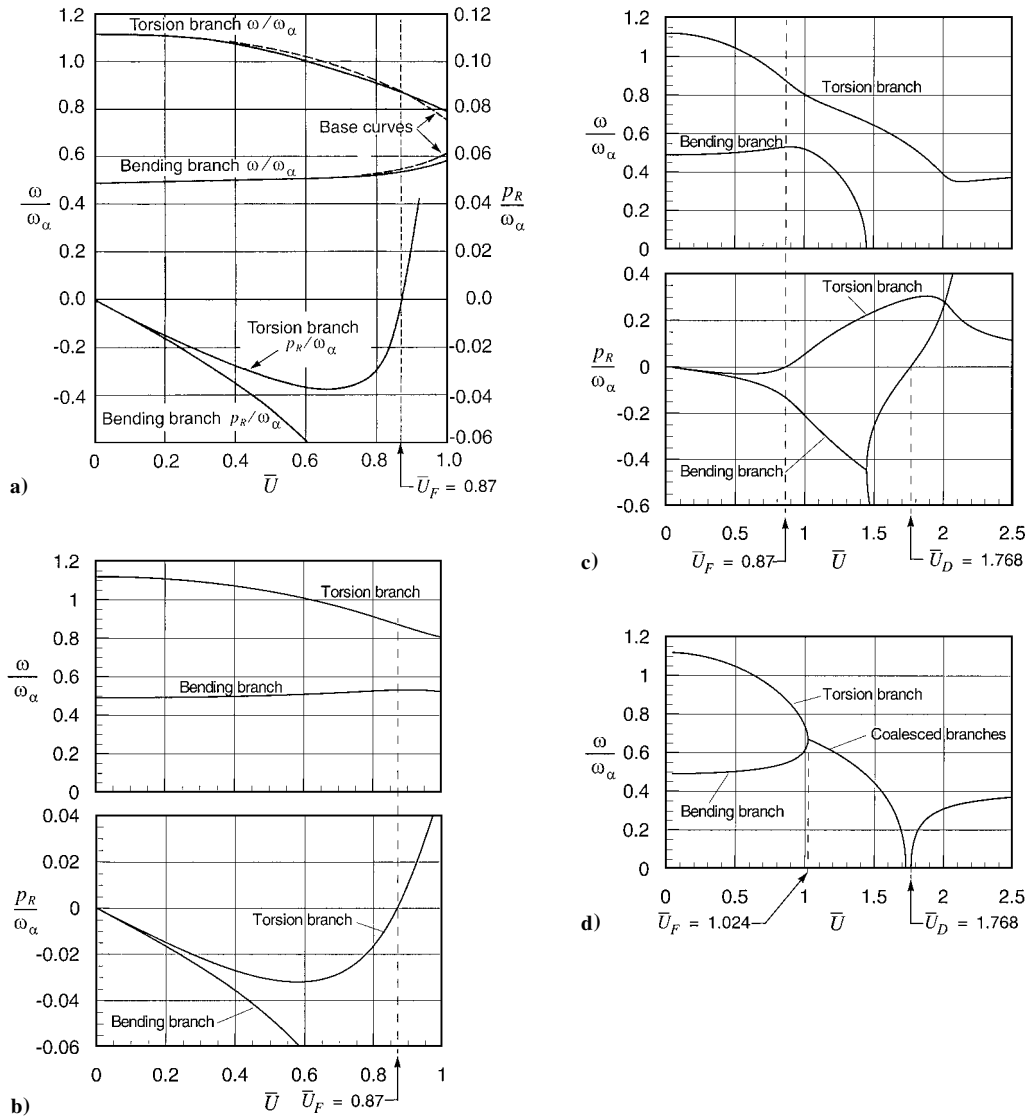 1.2
1.0
0.8
0.6
ω/ω_α
0.4
0.2
0.0
-0.2
-0.4
0.12
0.10
0.08
0.06
p_R/ω_α
0.04
0.02
0.00
-0.02
-0.04
-0.06
Torsion branch ω/ω_α
Base curves
Bending branch ω/ω_α
Torsion branch
p_R/ω_α
Bending branch p_R/ω_α
0 0.2 0.4 0.6 0.8 1.0
a)
U̅
U̅_F = 0.87
1.2
1
0.8
ω/ω_α
0.6
0.4
0.2
0
Torsion branch
Bending branch
0.04
0.02
p_R/ω_α
0
-0.02
-0.04
-0.06
Torsion branch
Bending branch
0 0.2 0.4 0.6 0.8 1
b)
U̅
U̅_F = 0.87
1.2
1
0.8
ω/ω_α
0.6
0.4
0.2
0
Torsion branch
Bending branch
0.4
0.2
p_R/ω_α
0
-0.2
-0.4
-0.6
Torsion branch
Bending branch
0 0.5 1 1.5 2 2.5
c)
U̅_F = 0.87
U̅
U̅_D = 1.768
1.2
1
0.8
ω/ω_α
0.6
0.4
0.2
0
Torsion branch
Coalesced branches
Bending branch
0 0.5 1 1.5 2 2.5
d)
U̅_F = 1.024
U̅
U̅_D = 1.768